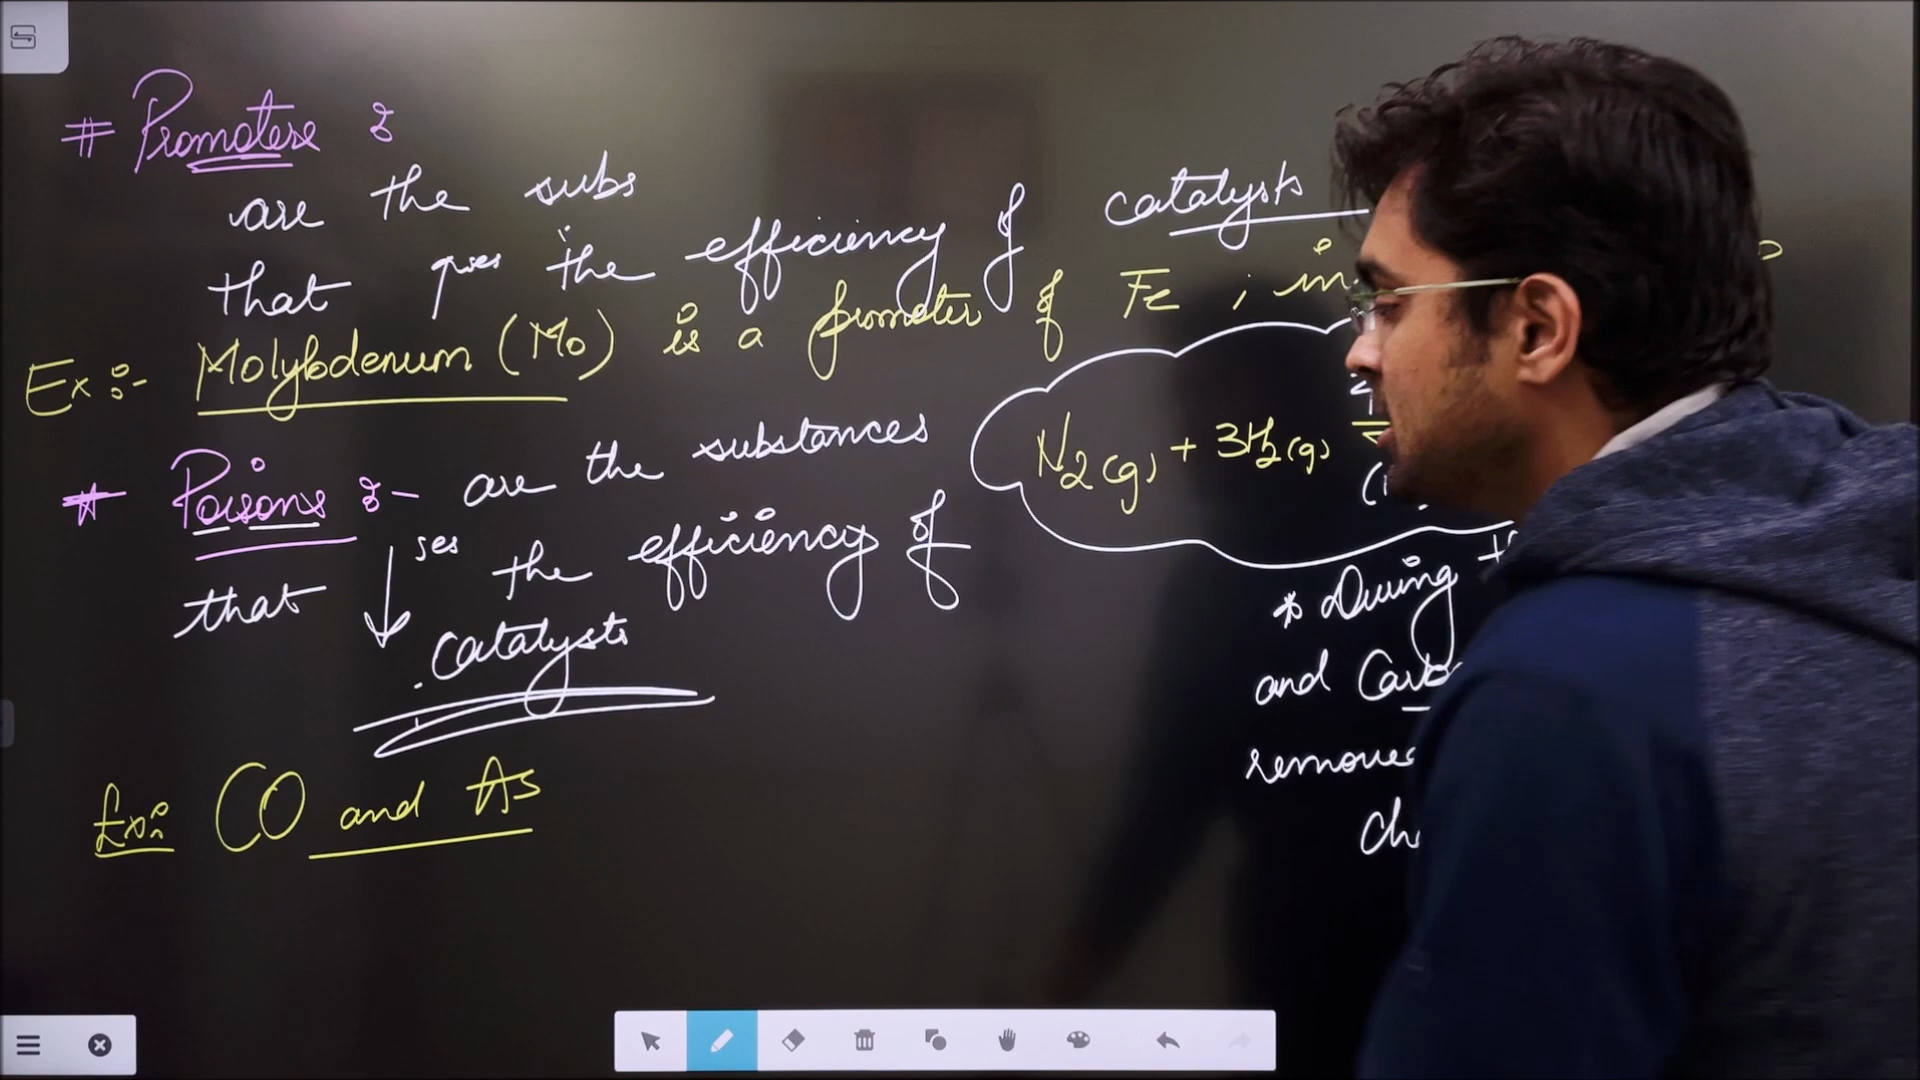 # Promoters :
are the subs
that ↑ses the efficiency of catalysts
Ex :- Molybdenum (Mo) is a promoter of Fe ; in
N2(g) + 3H2(g)
* Poisons :- are the substances
that ↓ses the efficiency of
catalysts
Ex: CO and As
* During
and Carb
removes
ch